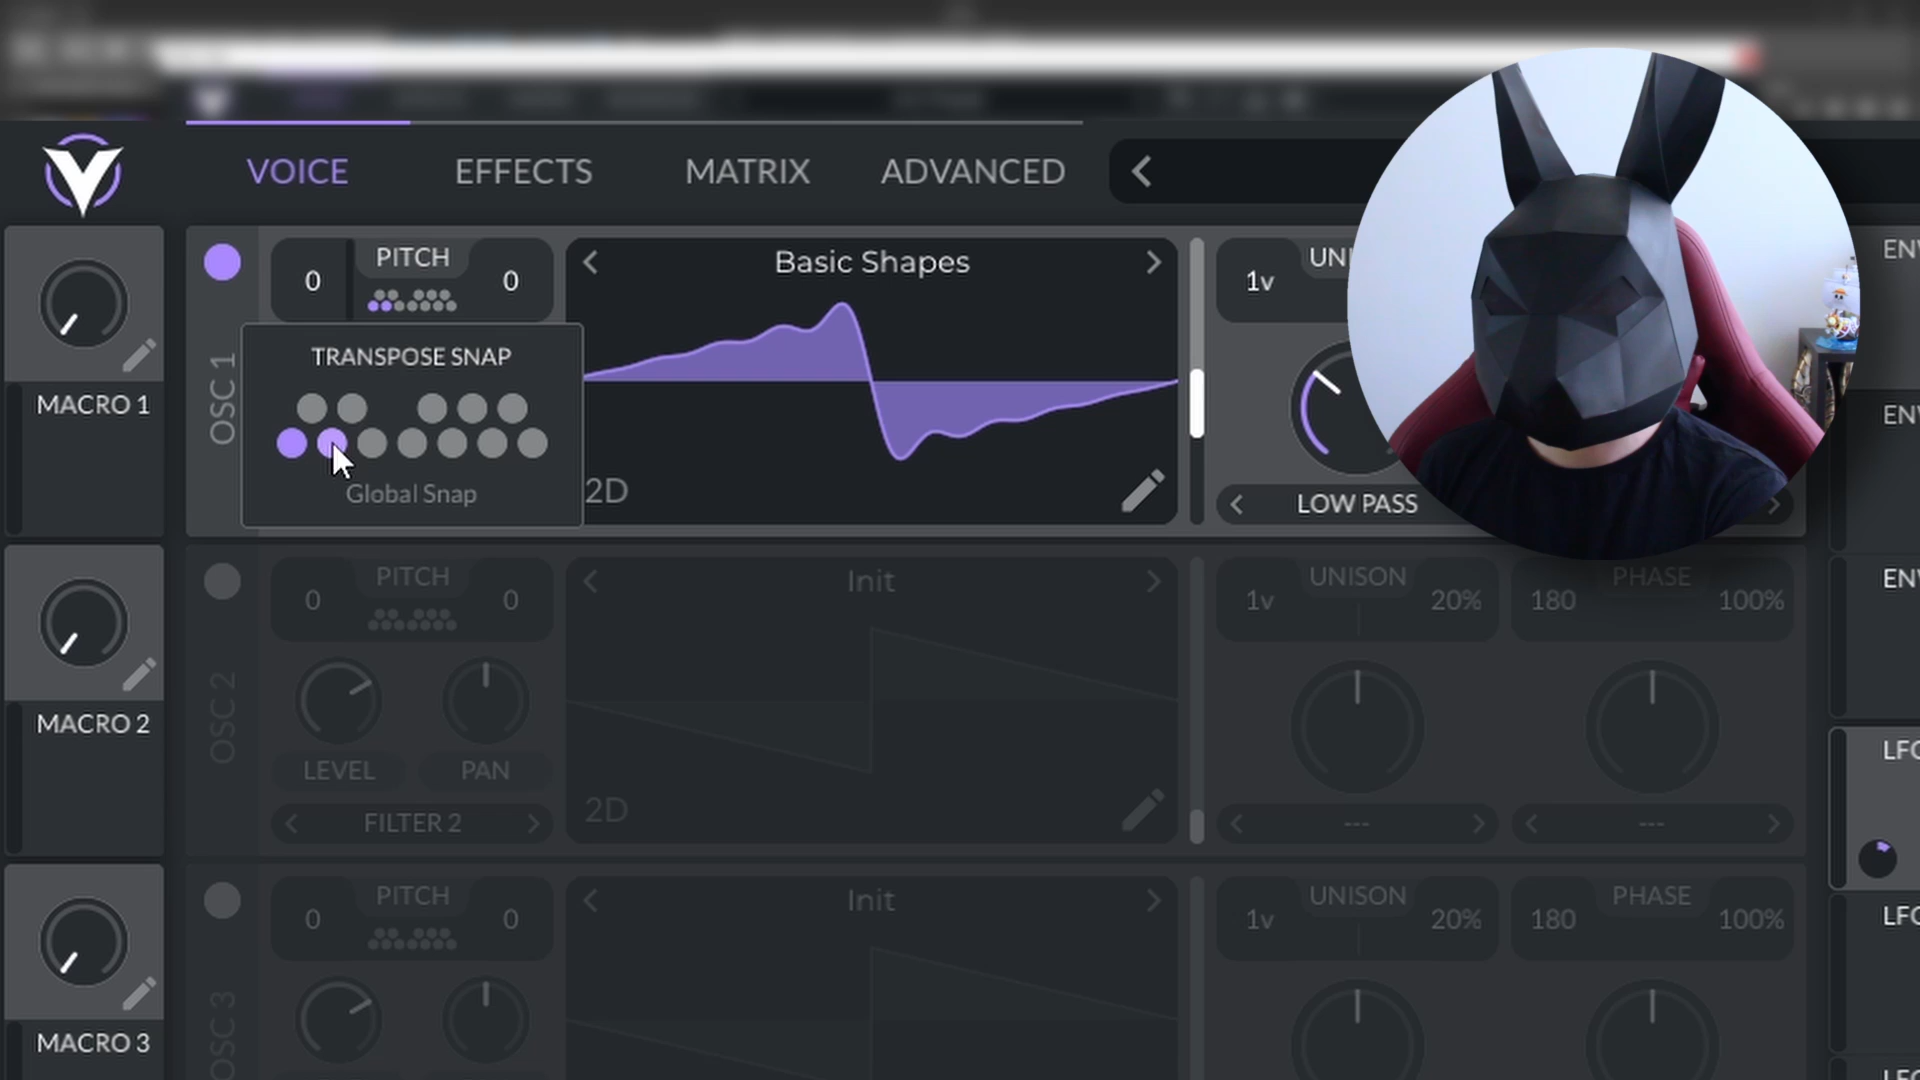 VOICE EFFECTS MATRIX ADVANCED
MACRO 1
OSC 1
0 PITCH 0
TRANSPOSE SNAP
Global Snap
Basic Shapes
2D
1v UNI
LOW PASS
ENV
ENV
ENV
MACRO 2
OSC 2
0 PITCH 0
LEVEL PAN
FILTER 2
Init
2D
1v UNISON 20%
180 PHASE 100%
---
---
LFO
MACRO 3
OSC 3
0 PITCH 0
Init
1v UNISON 20%
180 PHASE 100%
LFO